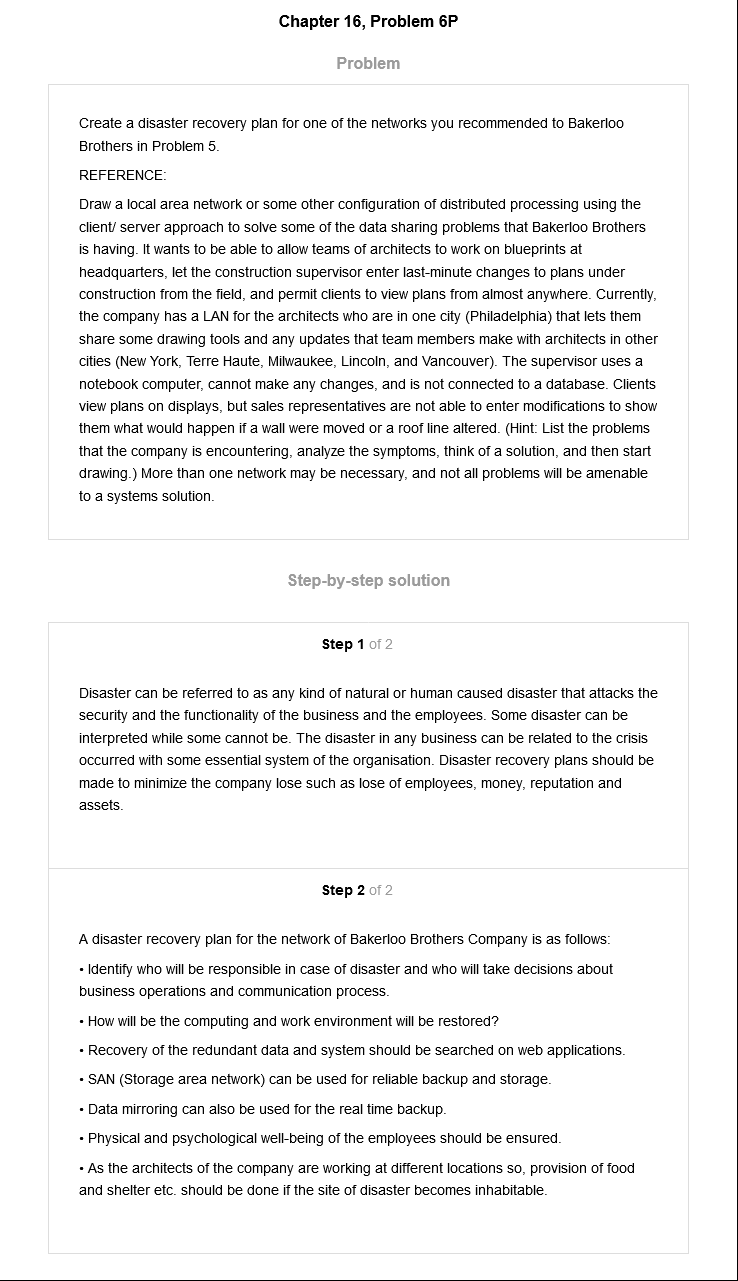 Chapter 16, Problem 6P
Problem
Create a disaster recovery plan for one of the networks you recommended to Bakerloo
Brothers in Problem 5.
REFERENCE:
Draw a local area network or some other configuration of distributed processing using the
client/ server approach to solve some of the data sharing problems that Bakerloo Brothers
is having. It wants to be able to allow teams of architects to work on blueprints at
headquarters, let the construction supervisor enter last-minute changes to plans under
construction from the field, and permit clients to view plans from almost anywhere. Currently,
the company has a LAN for the architects who are in one city (Philadelphia) that lets them
share some drawing tools and any updates that team members make with architects in other
cities (New York, Terre Haute, Milwaukee, Lincoln, and Vancouver). The supervisor uses a
notebook computer, cannot make any changes, and is not connected to a database. Clients
view plans on displays, but sales representatives are not able to enter modifications to show
them what would happen if a wall were moved or a roof line altered. (Hint: List the problems
that the company is encountering, analyze the symptoms, think of a solution, and then start
drawing.) More than one network may be necessary, and not all problems will be amenable
to a systems solution.
Step-by-step solution
Step 1 of 2
Disaster can be referred to as any kind of natural or human caused disaster that attacks the
security and the functionality of the business and the employees. Some disaster can be
interpreted while some cannot be. The disaster in any business can be related to the crisis
occurred with some essential system of the organisation. Disaster recovery plans should be
made to minimize the company lose such as lose of employees, money, reputation and
assets.
Step 2 of 2
A disaster recovery plan for the network of Bakerloo Brothers Company is as follows:
• Identify who will be responsible in case of disaster and who will take decisions about
business operations and communication process.
• How will be the computing and work environment will be restored?
• Recovery of the redundant data and system should be searched on web applications.
• SAN (Storage area network) can be used for reliable backup and storage.
• Data mirroring can also be used for the real time backup.
• Physical and psychological well-being of the employees should be ensured.
• As the architects of the company are working at different locations so, provision of food
and shelter etc. should be done if the site of disaster becomes inhabitable.